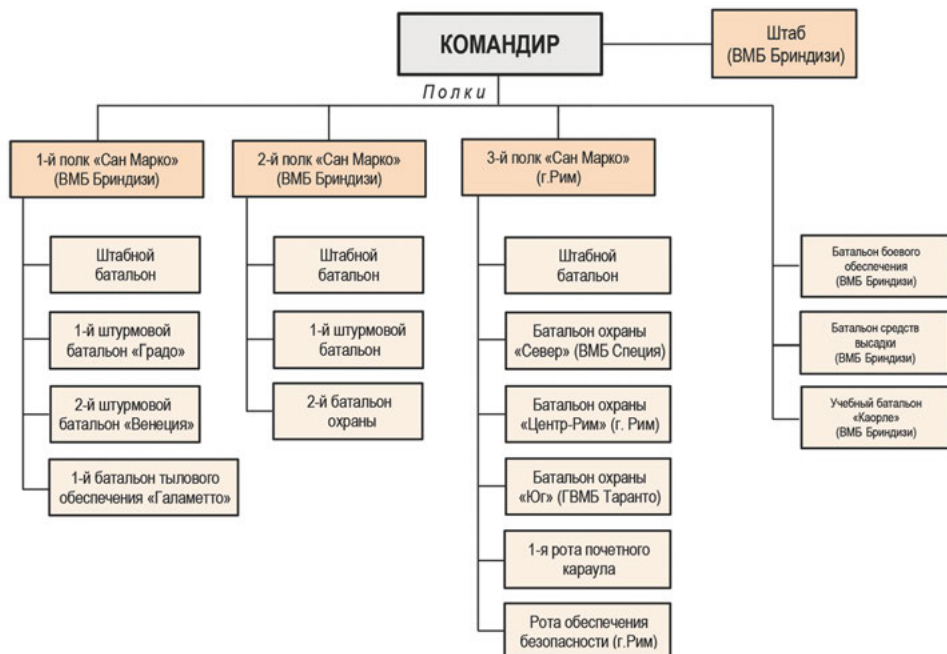 КОМАНДИР
Штаб
(ВМБ Бриндизи)
Полки
1-й полк «Сан Марко»
(ВМБ Бриндизи)
2-й полк «Сан Марко»
(ВМБ Бриндизи)
3-й полк «Сан Марко»
(г.Рим)
Штабной
батальон
1-й штурмовой
батальон «Градо»
2-й штурмовой
батальон «Венеция»
1-й батальон тылового
обеспечения «Галаметто»
Штабной
батальон
1-й штурмовой
батальон
2-й батальон
охраны
Штабной
батальон
Батальон охраны
«Север» (ВМБ Специя)
Батальон охраны
«Центр-Рим» (г. Рим)
Батальон охраны
«Юг» (ГВМБ Таранто)
1-я рота почетного
караула
Рота обеспечения
безопасности (г.Рим)
Батальон боевого
обеспечения
(ВМБ Бриндизи)
Батальон средств
высадки
(ВМБ Бриндизи)
Учебный батальон
«Каорле»
(ВМБ Бриндизи)